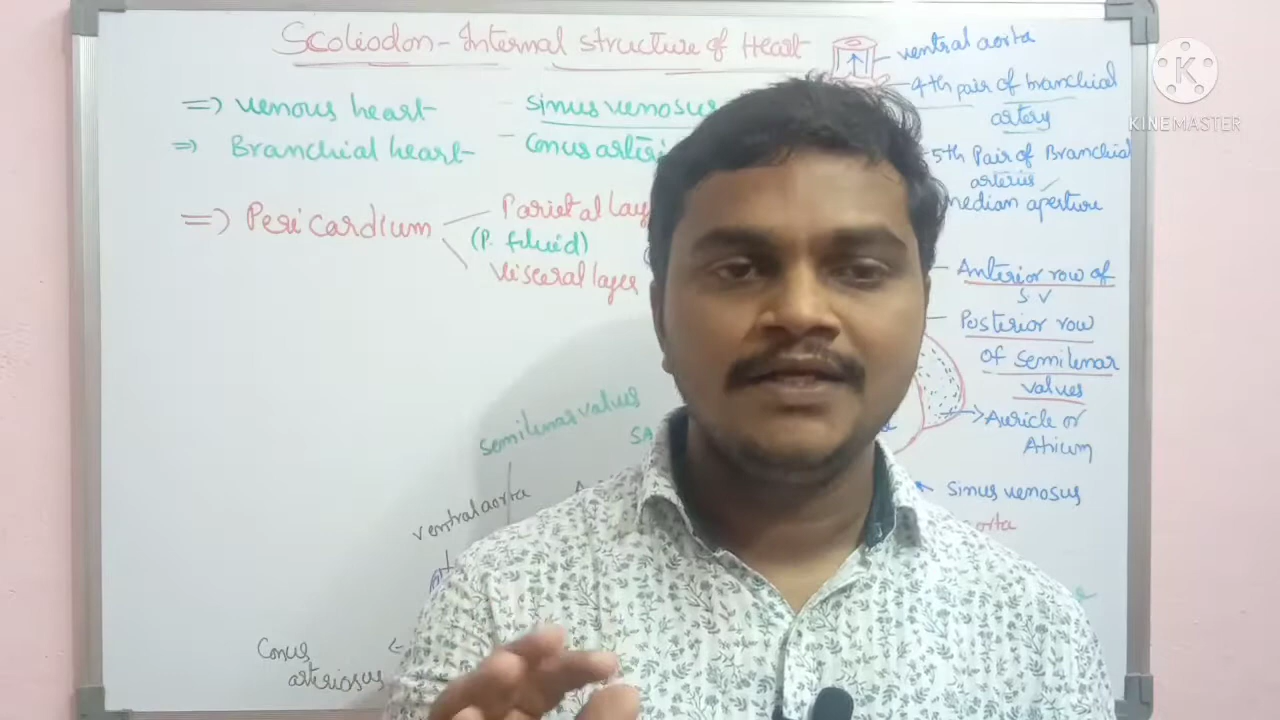 Scoliodon - Internal structure of Heart
=> venous heart - sinus venosus
=> Branchial heart - Conus arterio
=> Pericardium
Parietal lay
(P. fluid)
visceral layer
ventral aorta
4th pair of branchial
artery
5th Pair of Branchial
arteries
median aperture
Anterior row of
S V
Posterior row
of semilunar
valves
Auricle or
Atrium
sinus venosus
orta
semilunar valves
SA
ventral aorta
Conus
arteriosus
K
KINEMASTER